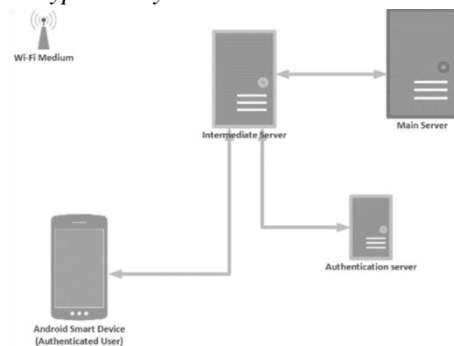 Wi-Fi Medium
Intermediate Server
Main Server
Authentication server
Android Smart Device
(Authenticated User)